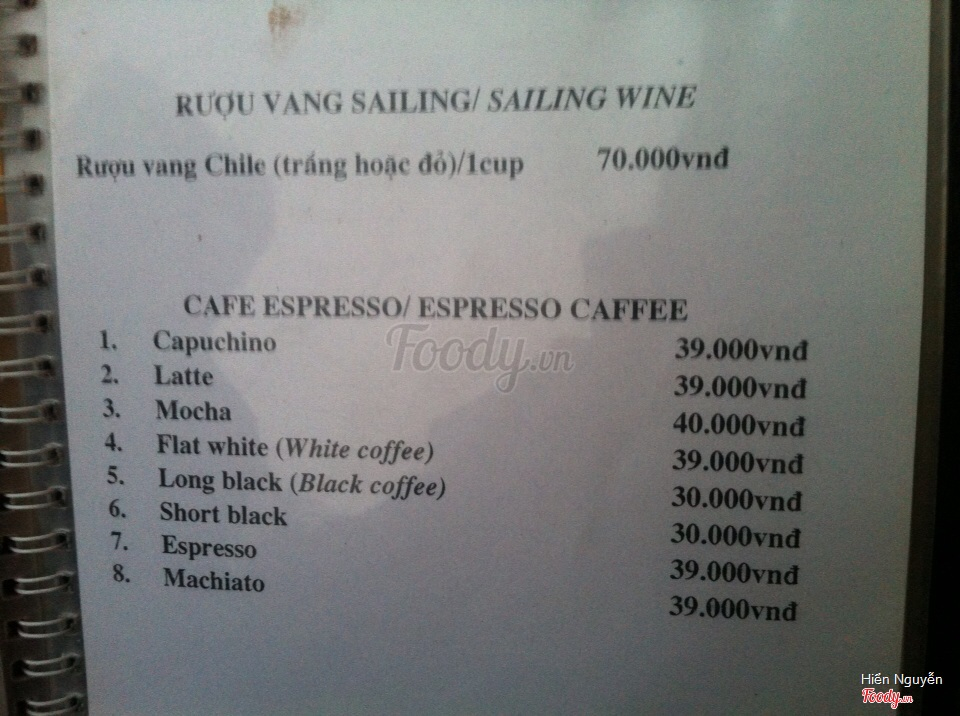 RƯỢU VANG SAILING/ SAILING WINE
Rượu vang Chile (trắng hoặc đỏ)/1cup 70.000vnđ
CAFE ESPRESSO/ ESPRESSO CAFFEE
1. Capuchino 39.000vnđ
2. Latte 39.000vnđ
3. Mocha 40.000vnđ
4. Flat white (White coffee) 39.000vnđ
5. Long black (Black coffee) 30.000vnđ
6. Short black 30.000vnđ
7. Espresso 39.000vnđ
8. Machiato 39.000vnđ
Foody.vn
Hiền Nguyễn
Foody.vn